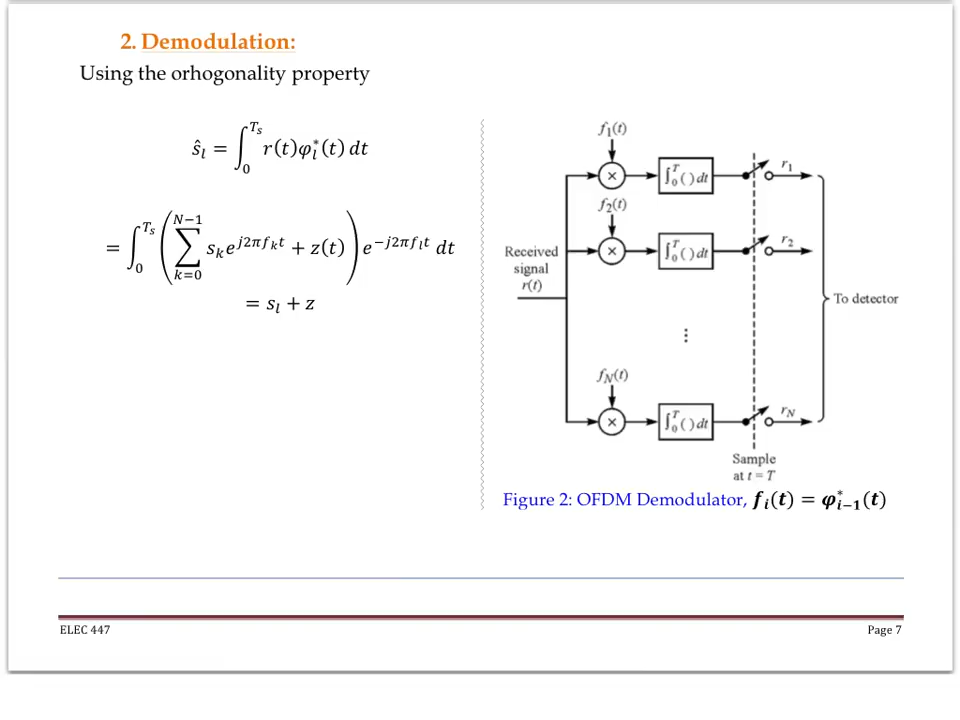 2. Demodulation:
Using the orhogonality property
ŝ_l = ∫_0^{T_s} r(t)φ_l^*(t) dt
= ∫_0^{T_s} (∑_{k=0}^{N−1} s_k e^{j2πf_k t} + z(t)) e^{−j2πf_l t} dt
= s_l + z
f_1(t)
×
∫_0^T ( ) dt
r_1
f_2(t)
×
∫_0^T ( ) dt
r_2
Received
signal
r(t)
To detector
⋮
f_N(t)
×
∫_0^T ( ) dt
r_N
Sample
at t = T
Figure 2: OFDM Demodulator, f_i(t) = φ_{i−1}^*(t)
ELEC 447
Page 7